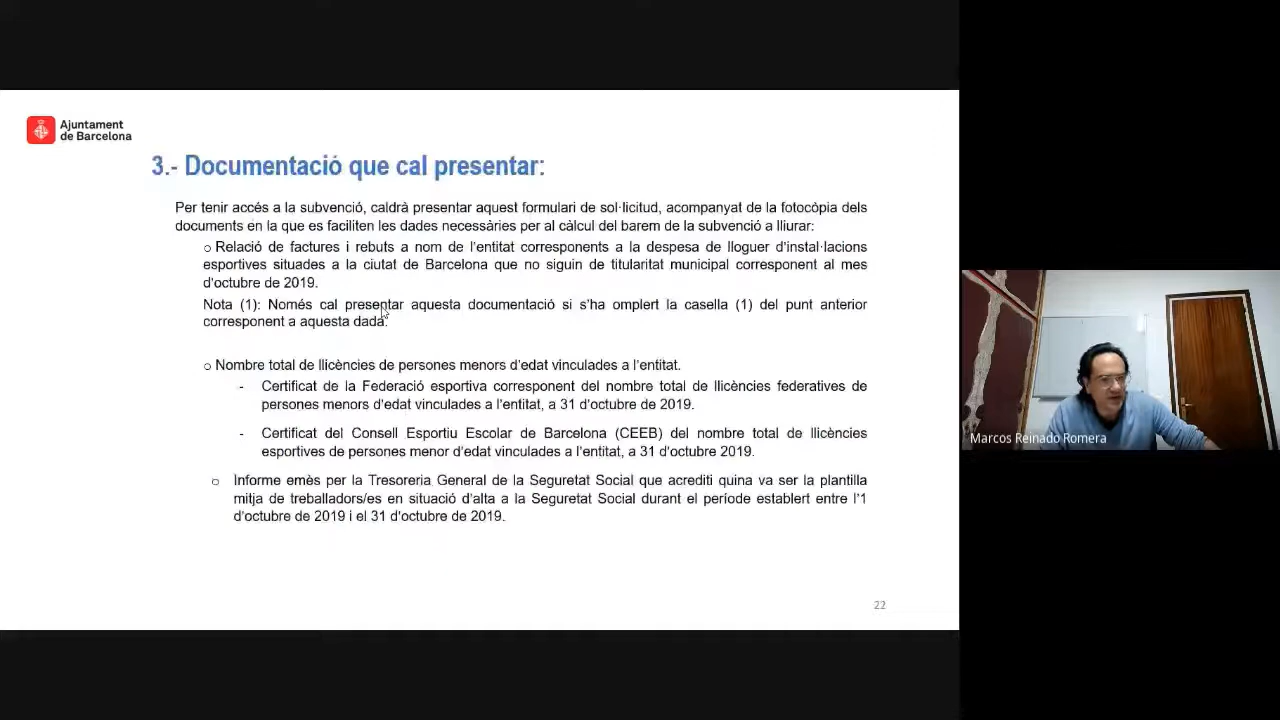 Ajuntament
de Barcelona
3.- Documentació que cal presentar:
Per tenir accés a la subvenció, caldrà presentar aquest formulari de sol·licitud, acompanyat de la fotocòpia dels
documents en la que es faciliten les dades necessàries per al càlcul del barem de la subvenció a lliurar:
o Relació de factures i rebuts a nom de l'entitat corresponents a la despesa de lloguer d'instal·lacions
esportives situades a la ciutat de Barcelona que no siguin de titularitat municipal corresponent al mes
d'octubre de 2019.
Nota (1): Només cal presentar aquesta documentació si s'ha omplert la casella (1) del punt anterior
corresponent a aquesta dada.
o Nombre total de llicències de persones menors d'edat vinculades a l'entitat.
- Certificat de la Federació esportiva corresponent del nombre total de llicències federatives de
persones menors d'edat vinculades a l'entitat, a 31 d'octubre de 2019.
- Certificat del Consell Esportiu Escolar de Barcelona (CEEB) del nombre total de llicències
esportives de persones menor d'edat vinculades a l'entitat, a 31 d'octubre de 2019.
o Informe emès per la Tresoreria General de la Seguretat Social que acrediti quina va ser la plantilla
mitja de treballadors/es en situació d'alta a la Seguretat Social durant el període establert entre l'1
d'octubre de 2019 i el 31 d'octubre de 2019.
22
Marcos Reinado Romera